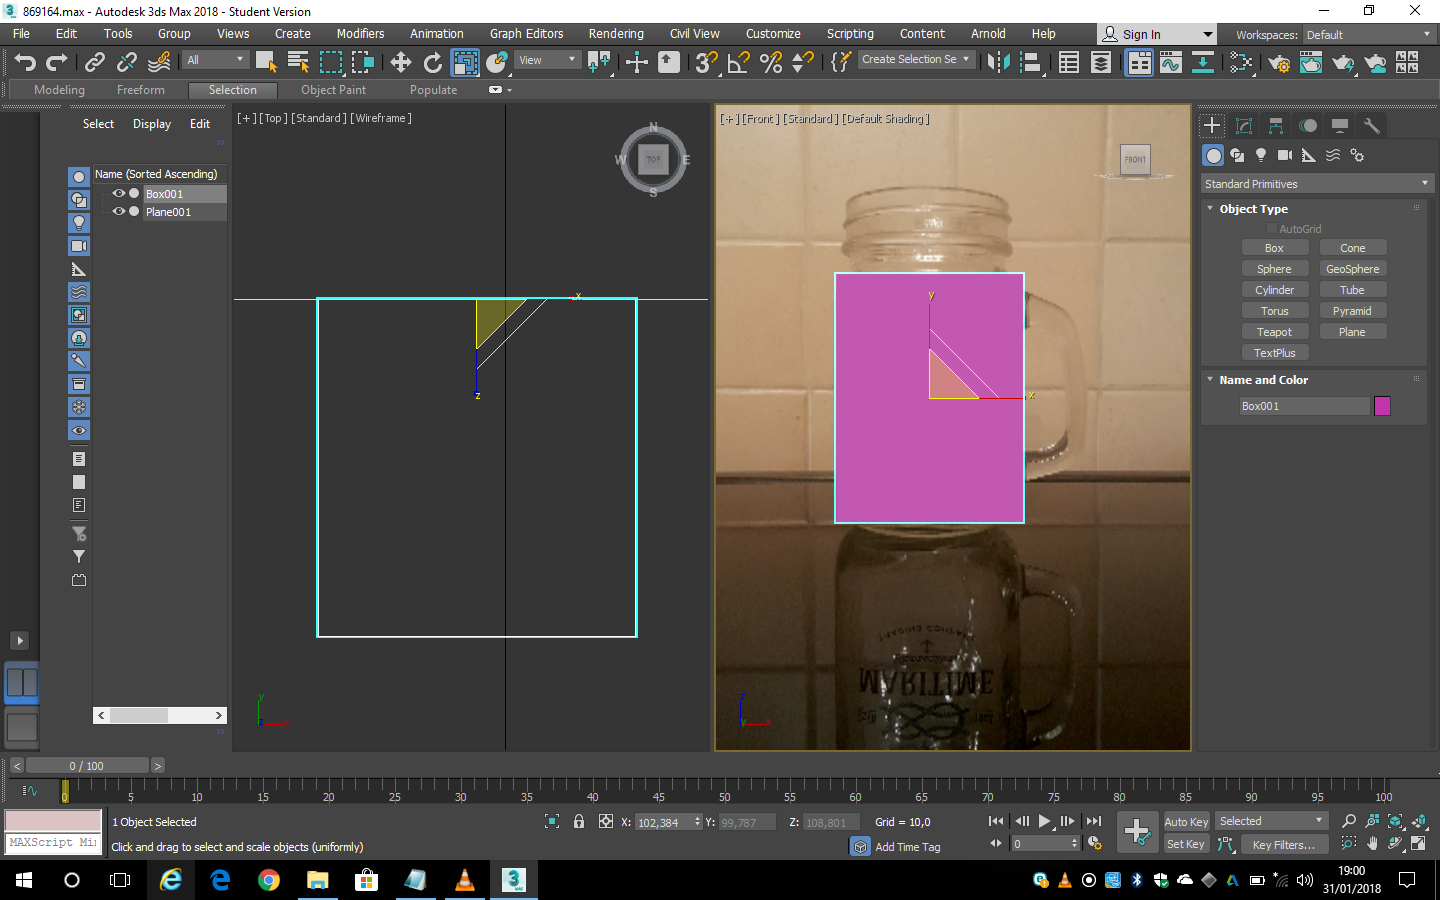 869164.max - Autodesk 3ds Max 2018 - Student Version
File Edit Tools Group Views Create Modifiers Animation Graph Editors Rendering Civil View Customize Scripting Content Arnold Help Sign In Workspaces: Default
All View Create Selection Se
Modeling Freeform Selection Object Paint Populate
Select Display Edit
Name (Sorted Ascending)
Box001
Plane001
[+] [Top] [Standard] [Wireframe]
N
W TOP E
S
x
z
y
z
[+] [Front] [Standard] [Default Shading]
FRONT
y
x
TRADING COMPANY
MARITIME
z
y x
Standard Primitives
Object Type
AutoGrid
Box Cone
Sphere GeoSphere
Cylinder Tube
Torus Pyramid
Teapot Plane
TextPlus
Name and Color
Box001
0 / 100
0 5 10 15 20 25 30 35 40 45 50 55 60 65 70 75 80 85 90 95 100
MAXScript Mi
1 Object Selected
Click and drag to select and scale objects (uniformly)
X: 102,384 Y: 99,787 Z: 108,801 Grid = 10,0
Add Time Tag
0
Auto Key Selected
Set Key Key Filters...
3
MAX
19:00
31/01/2018